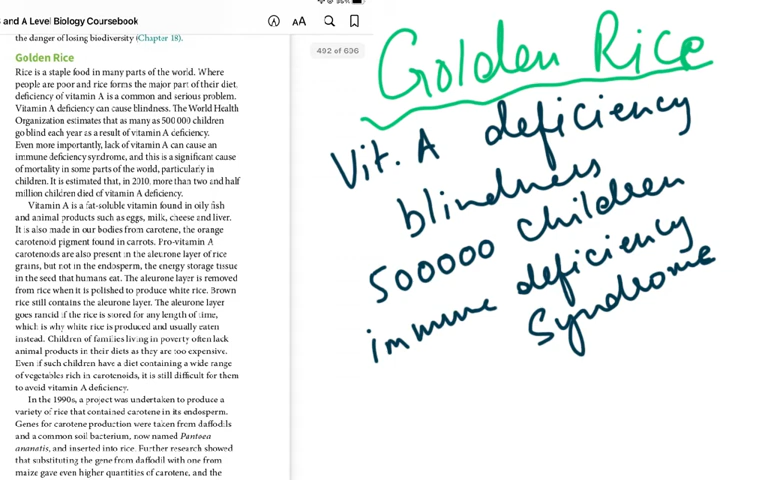 and A Level Biology Coursebook
AA
the danger of losing biodiversity (Chapter 18).
492 of 696
Golden Rice
Rice is a staple food in many parts of the world. Where
people are poor and rice forms the major part of their diet,
deficiency of vitamin A is a common and serious problem.
Vitamin A deficiency can cause blindness. The World Health
Organization estimates that as many as 500 000 children
go blind each year as a result of vitamin A deficiency.
Even more importantly, lack of vitamin A can cause an
immune deficiency syndrome, and this is a significant cause
of mortality in some parts of the world, particularly in
children. It is estimated that, in 2010, more than two and half
million children died of vitamin A deficiency.
Vitamin A is a fat-soluble vitamin found in oily fish
and animal products such as eggs, milk, cheese and liver.
It is also made in our bodies from carotene, the orange
carotenoid pigment found in carrots. Pro-vitamin A
carotenoids are also present in the aleurone layer of rice
grains, but not in the endosperm, the energy storage tissue
in the seed that humans eat. The aleurone layer is removed
from rice when it is polished to produce white rice. Brown
rice still contains the aleurone layer. The aleurone layer
goes rancid if the rice is stored for any length of time,
which is why white rice is produced and usually eaten
instead. Children of families living in poverty often lack
animal products in their diets as they are too expensive.
Even if such children have a diet containing a wide range
of vegetables rich in carotenoids, it is still difficult for them
to avoid vitamin A deficiency.
In the 1990s, a project was undertaken to produce a
variety of rice that contained carotene in its endosperm.
Genes for carotene production were taken from daffodils
and a common soil bacterium, now named Pantoea
ananatis, and inserted into rice. Further research showed
that substituting the gene from daffodil with one from
maize gave even higher quantities of carotene, and the
Golden Rice
Vit. A deficiency
blindness
500000 children
immune deficiency
Syndrome